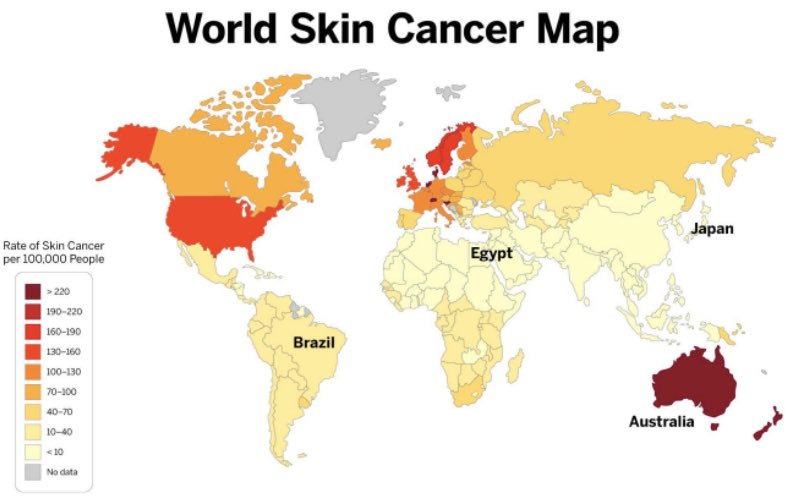 World Skin Cancer Map
Rate of Skin Cancer
per 100,000 People
> 220
190–220
160–190
130–160
100–130
70–100
40–70
10–40
< 10
No data
Japan
Egypt
Brazil
Australia